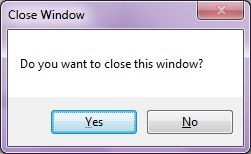 Close Window
Do you want to close this window?
Yes
No